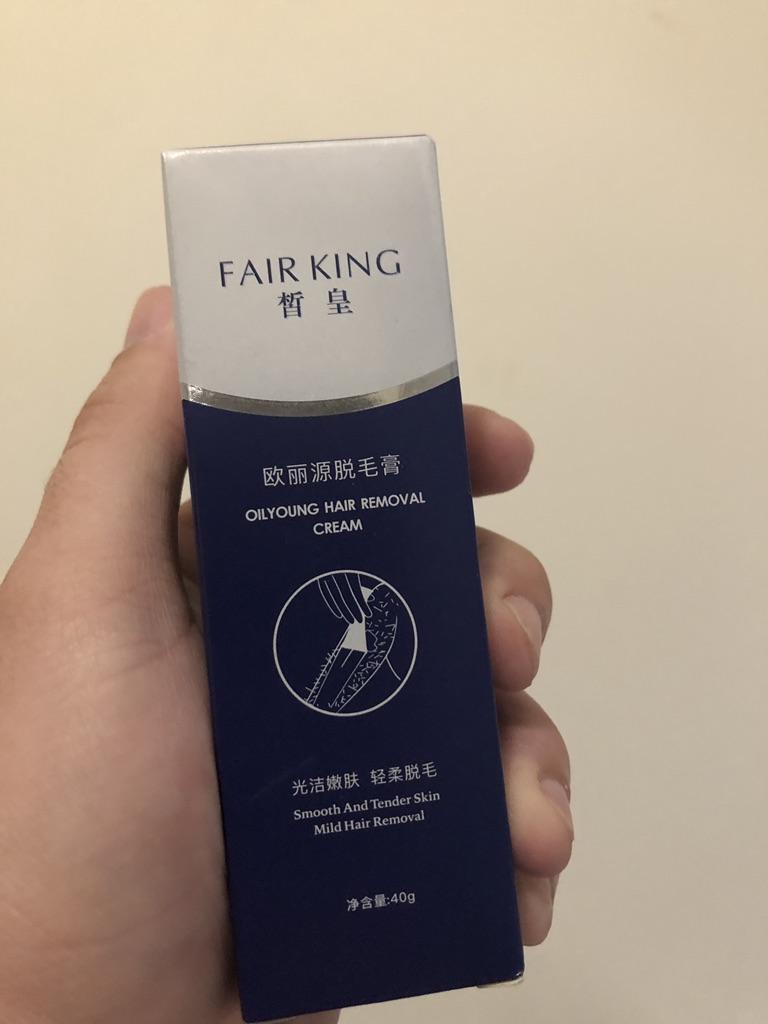 FAIR KING
皙皇
欧丽源脱毛膏
OILYOUNG HAIR REMOVAL
CREAM
光洁嫩肤 轻柔脱毛
Smooth And Tender Skin
Mild Hair Removal
净含量:40g